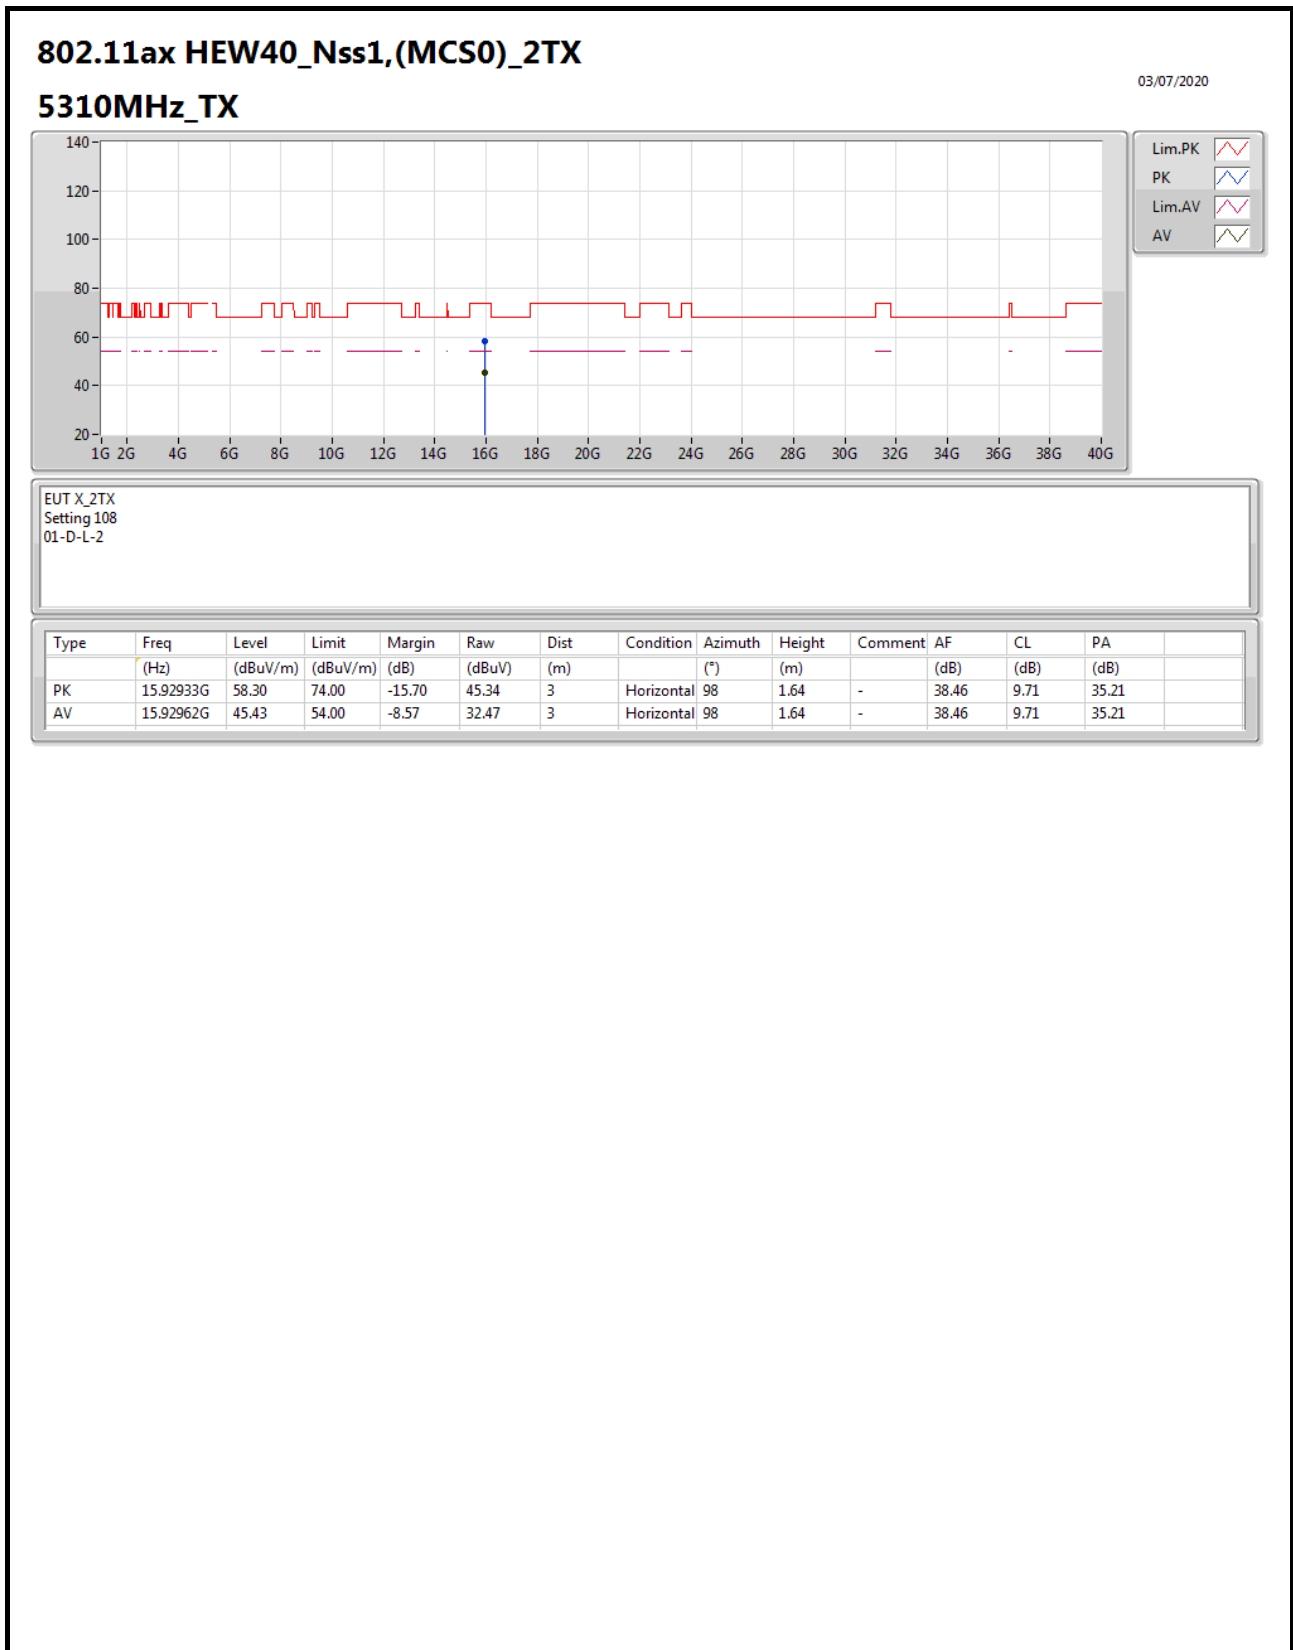 802.11ax HEW40_Nss1,(MCS0)_2TX
03/07/2020
5310MHz_TX
140
120
100
80
60
40
20
1G 2G 4G 6G 8G 10G 12G 14G 16G 18G 20G 22G 24G 26G 28G 30G 32G 34G 36G 38G 40G
Lim.PK
PK
Lim.AV
AV
EUT X_2TX
Setting 108
01-D-L-2
Type Freq Level Limit Margin Raw Dist Condition Azimuth Height Comment AF CL PA
(Hz) (dBuV/m) (dBuV/m) (dB) (dBuV) (m) (°) (m) (dB) (dB) (dB)
PK 15.92933G 58.30 74.00 -15.70 45.34 3 Horizontal 98 1.64 - 38.46 9.71 35.21
AV 15.92962G 45.43 54.00 -8.57 32.47 3 Horizontal 98 1.64 - 38.46 9.71 35.21